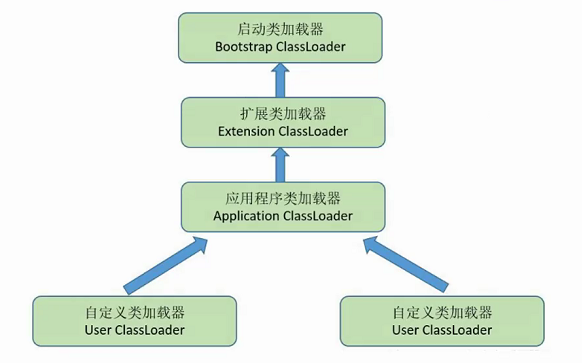 启动类加载器
Bootstrap ClassLoader
扩展类加载器
Extension ClassLoader
应用程序类加载器
Application ClassLoader
自定义类加载器
User ClassLoader
自定义类加载器
User ClassLoader